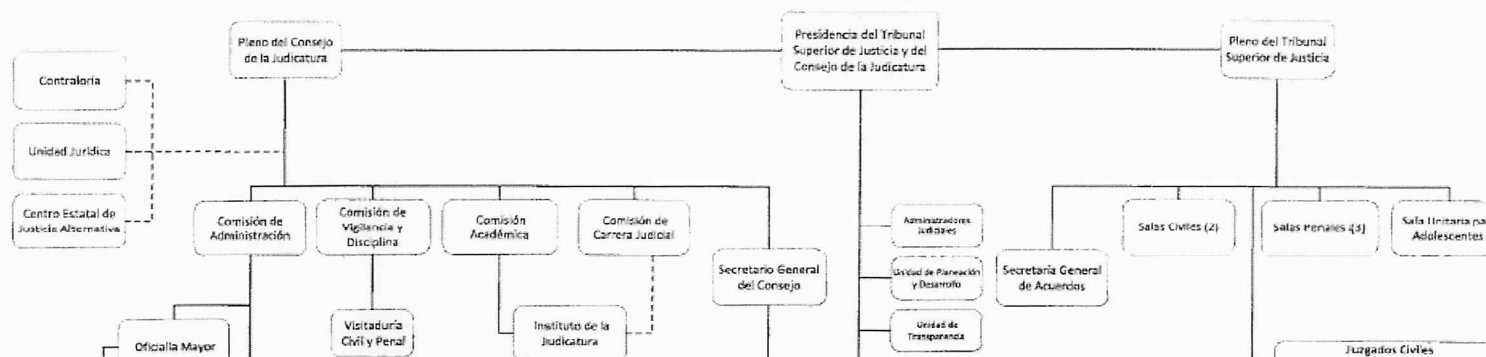 Pleno del Consejo
de la Judicatura
Presidencia del Tribunal
Superior de Justicia y del
Consejo de la Judicatura
Pleno del Tribunal
Superior de Justicia
Contraloría
Unidad Jurídica
Centro Estatal de
Justicia Alternativa
Comisión de
Administración
Comisión de
Vigilancia y
Disciplina
Comisión
Académica
Comisión de
Carrera Judicial
Secretario General
del Consejo
Administradores
Judiciales
Unidad de Planeación
y Desarrollo
Unidad de
Transparencia
Secretaría General
de Acuerdos
Salas Civiles (2)
Salas Penales (3)
Sala Unitaria pa
Adolescentes
Oficialía Mayor
Visitaduría
Civil y Penal
Instituto de la
Judicatura
Juzgados Civiles